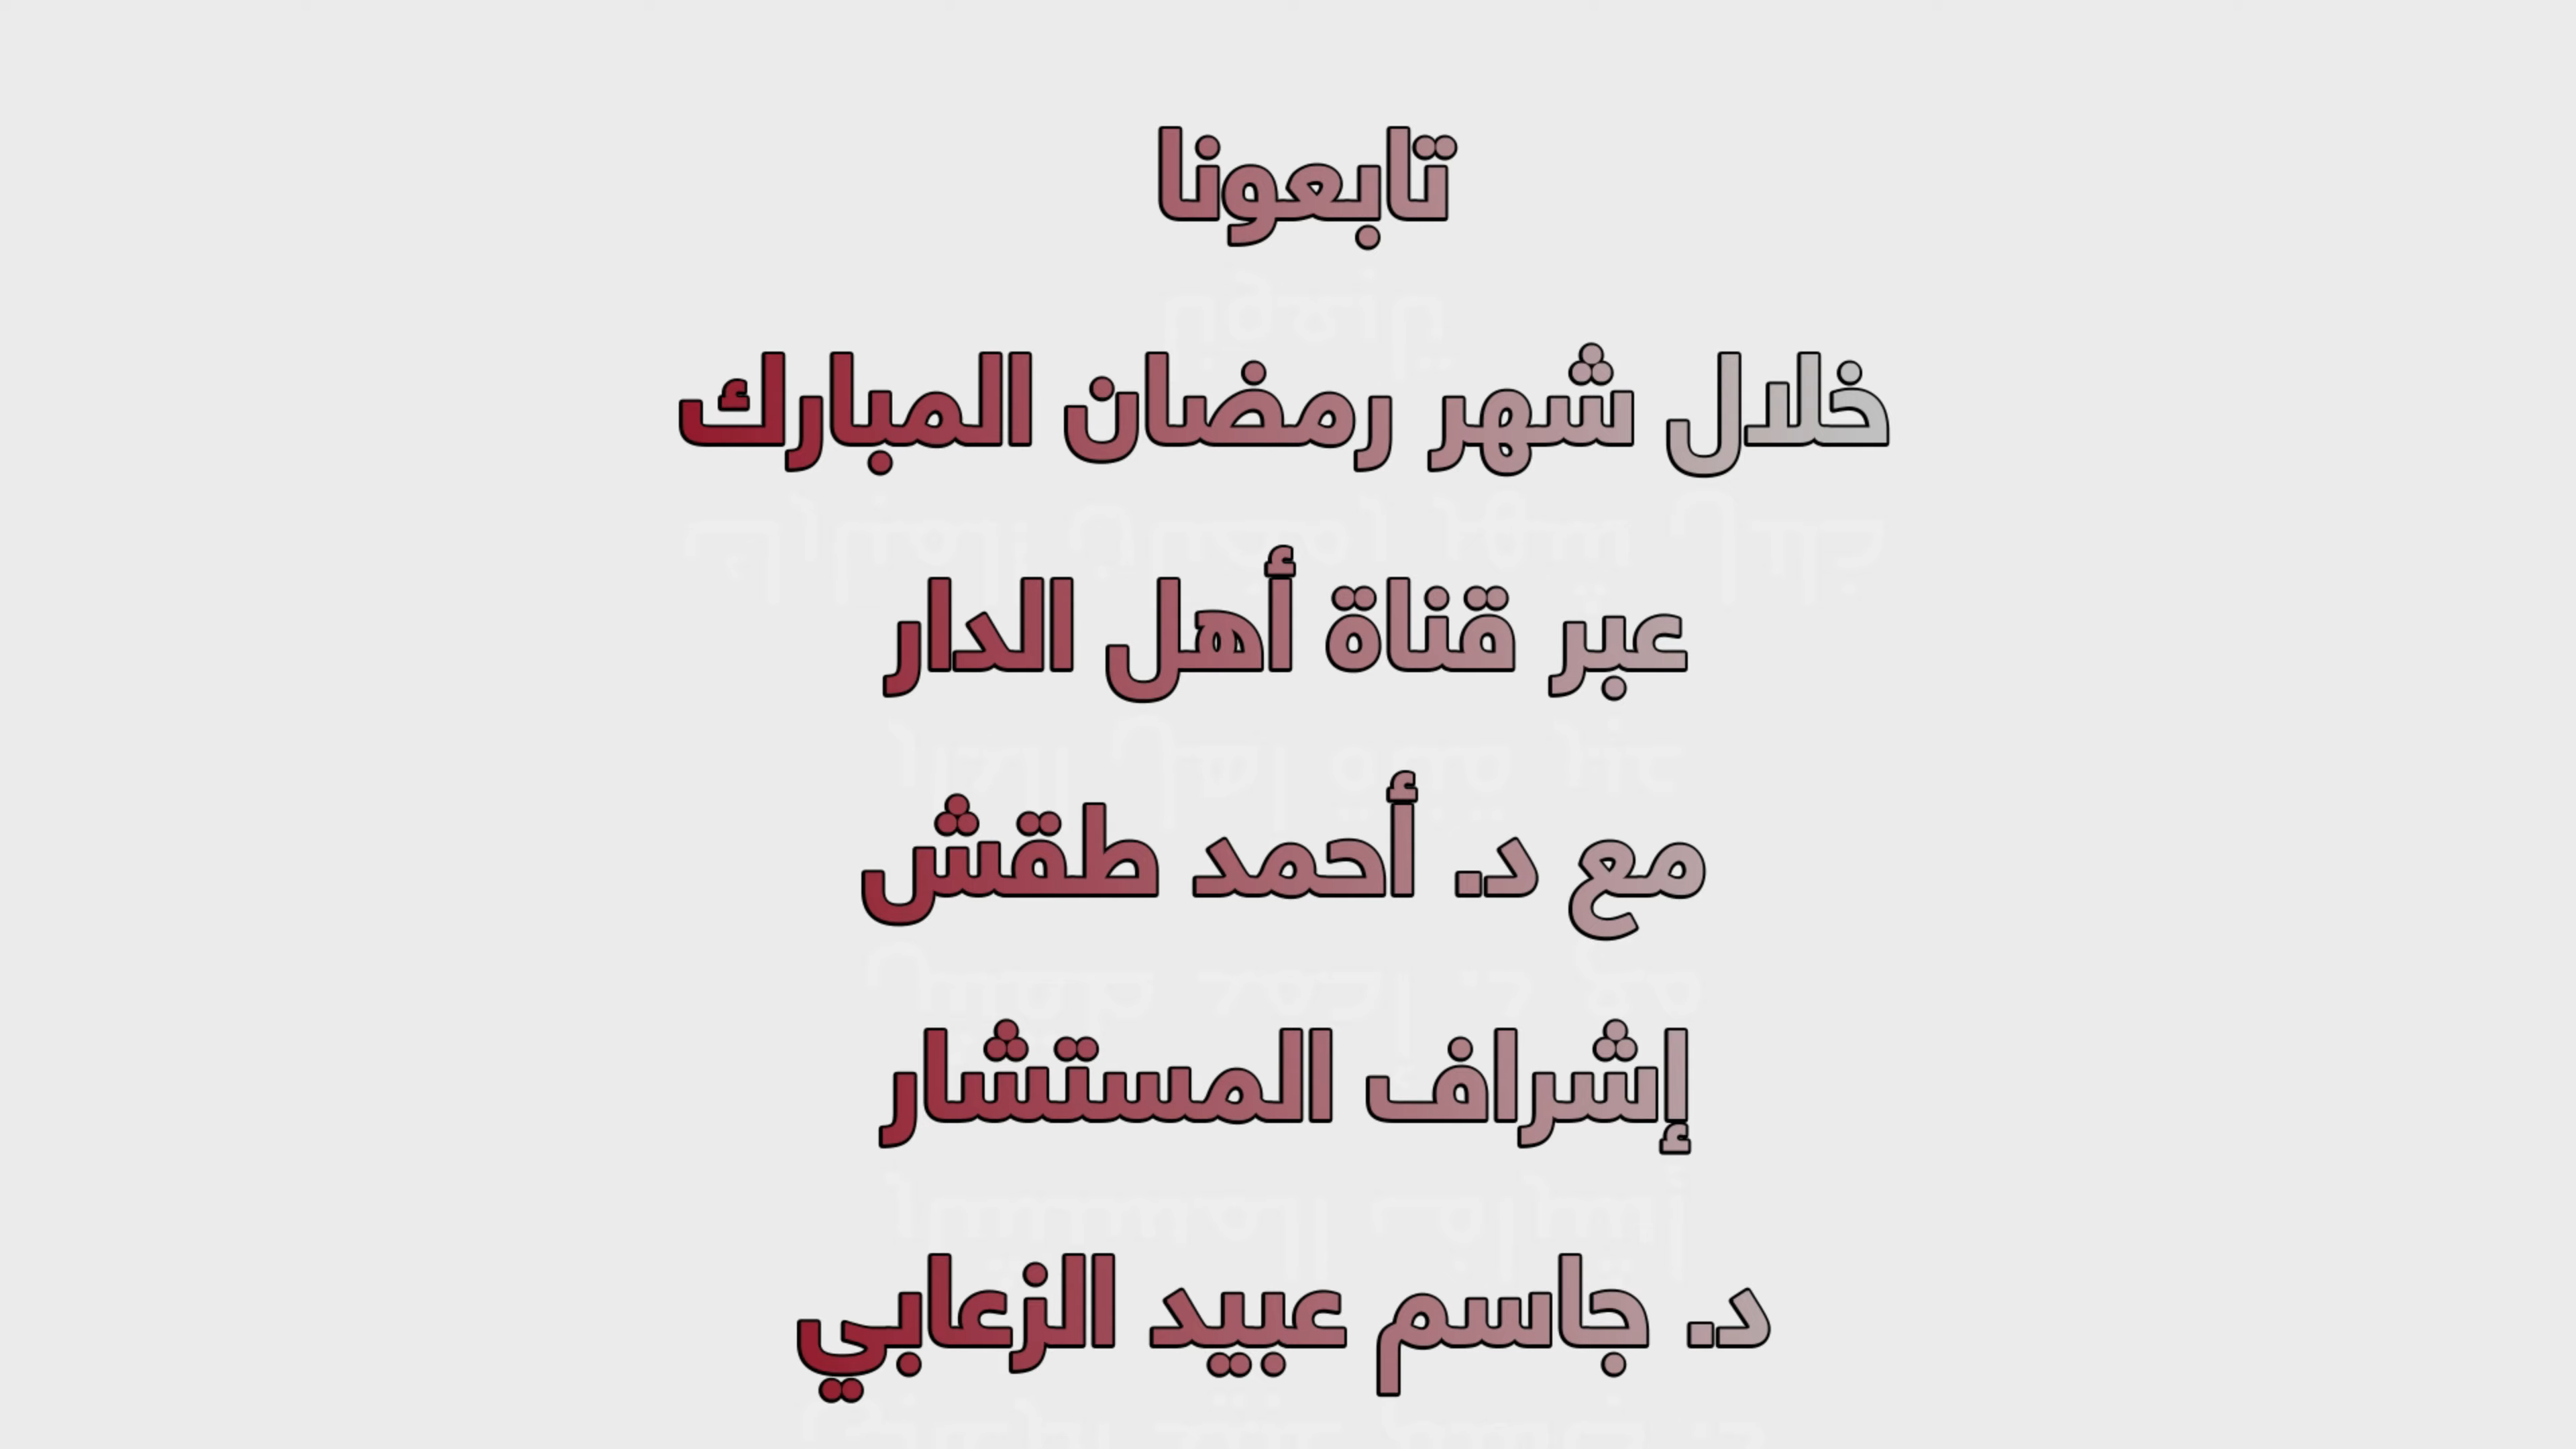 تابعونا
خلال شهر رمضان المبارك
عبر قناة أهل الدار
مع د. أحمد طقش
إشراف المستشار
د. جاسم عبيد الزعابي